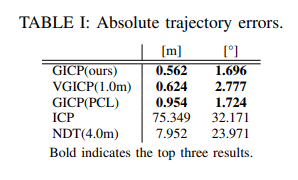 TABLE I: Absolute trajectory errors.
[m] [°]
GICP(ours) 0.562 1.696
VGICP(1.0m) 0.624 2.777
GICP(PCL) 0.954 1.724
ICP 75.349 32.171
NDT(4.0m) 7.952 23.971
Bold indicates the top three results.